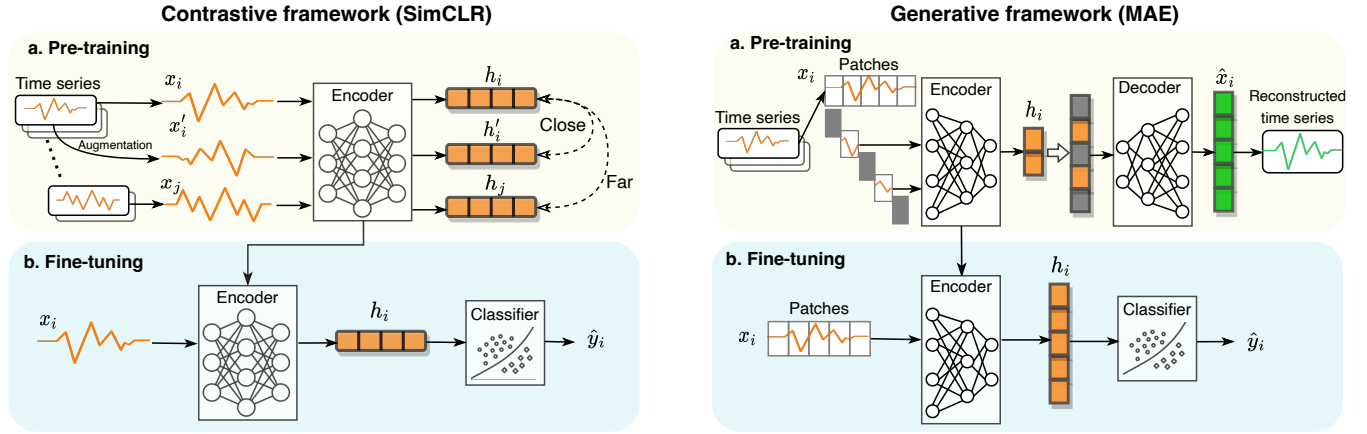 Contrastive framework (SimCLR)
a. Pre-training
Time series
x_i
Augmentation
x'_i
x_j
Encoder
h_i
h'_i
h_j
Close
Far
b. Fine-tuning
x_i
Encoder
h_i
Classifier
ŷ_i
Generative framework (MAE)
a. Pre-training
Time series
x_i
Patches
Encoder
h_i
Decoder
x̂_i
Reconstructed
time series
b. Fine-tuning
x_i
Patches
Encoder
h_i
Classifier
ŷ_i